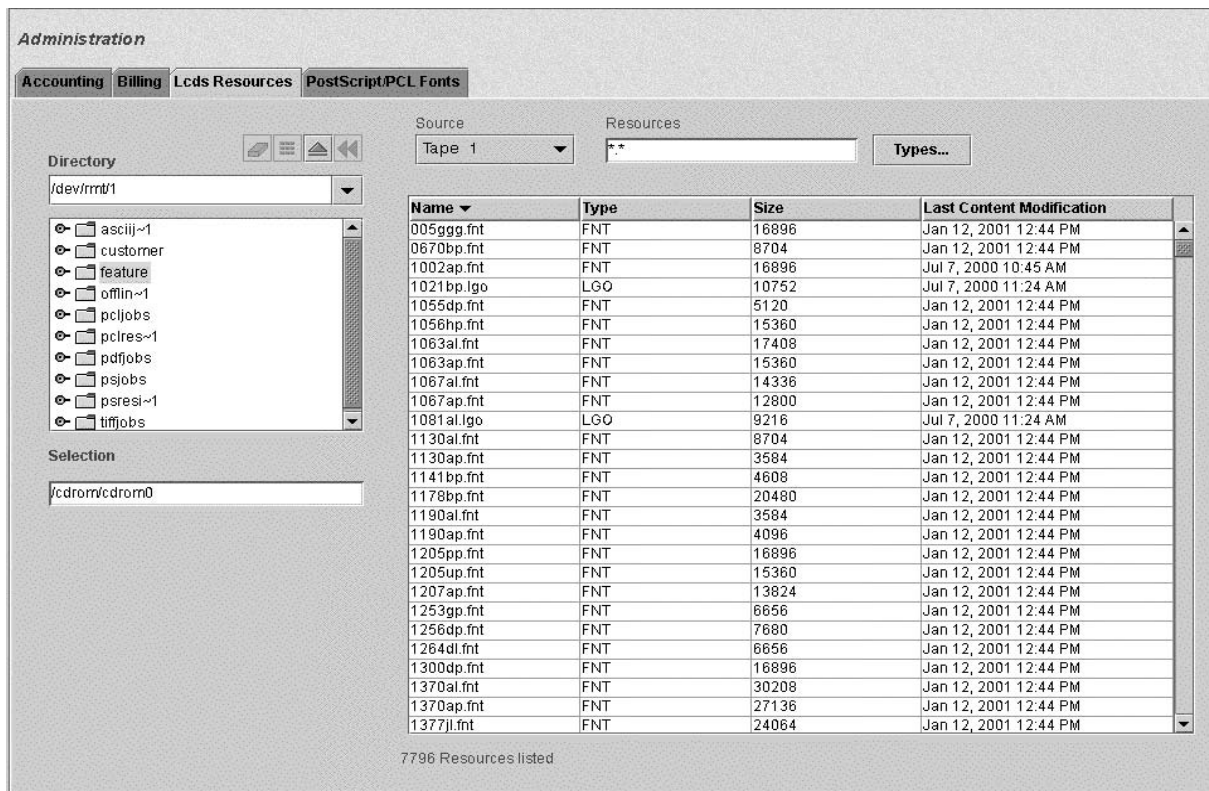 Administration
Accounting Billing Lcds Resources PostScript/PCL Fonts
Source Resources
Tape 1 *.* Types...
Directory
/dev/rmt/1
asciij~1
customer
feature
offlin~1
pcljobs
pclres~1
pdfjobs
psjobs
psresi~1
tiffjobs
Selection
/cdrom/cdrom0
Name Type Size Last Content Modification
005ggg.fnt FNT 16896 Jan 12, 2001 12:44 PM
0670bp.fnt FNT 8704 Jan 12, 2001 12:44 PM
1002ap.fnt FNT 16896 Jul 7, 2000 10:45 AM
1021bp.lgo LGO 10752 Jul 7, 2000 11:24 AM
1055dp.fnt FNT 5120 Jan 12, 2001 12:44 PM
1056hp.fnt FNT 15360 Jan 12, 2001 12:44 PM
1063al.fnt FNT 17408 Jan 12, 2001 12:44 PM
1063ap.fnt FNT 15360 Jan 12, 2001 12:44 PM
1067al.fnt FNT 14336 Jan 12, 2001 12:44 PM
1067ap.fnt FNT 12800 Jan 12, 2001 12:44 PM
1081al.lgo LGO 9216 Jul 7, 2000 11:24 AM
1130al.fnt FNT 8704 Jan 12, 2001 12:44 PM
1130ap.fnt FNT 3584 Jan 12, 2001 12:44 PM
1141bp.fnt FNT 4608 Jan 12, 2001 12:44 PM
1178bp.fnt FNT 20480 Jan 12, 2001 12:44 PM
1190al.fnt FNT 3584 Jan 12, 2001 12:44 PM
1190ap.fnt FNT 4096 Jan 12, 2001 12:44 PM
1205pp.fnt FNT 16896 Jan 12, 2001 12:44 PM
1205up.fnt FNT 15360 Jan 12, 2001 12:44 PM
1207ap.fnt FNT 13824 Jan 12, 2001 12:44 PM
1253gp.fnt FNT 6656 Jan 12, 2001 12:44 PM
1256dp.fnt FNT 7680 Jan 12, 2001 12:44 PM
1264dl.fnt FNT 6656 Jan 12, 2001 12:44 PM
1300dp.fnt FNT 16896 Jan 12, 2001 12:44 PM
1370al.fnt FNT 30208 Jan 12, 2001 12:44 PM
1370ap.fnt FNT 27136 Jan 12, 2001 12:44 PM
1377jl.fnt FNT 24064 Jan 12, 2001 12:44 PM
7796 Resources listed